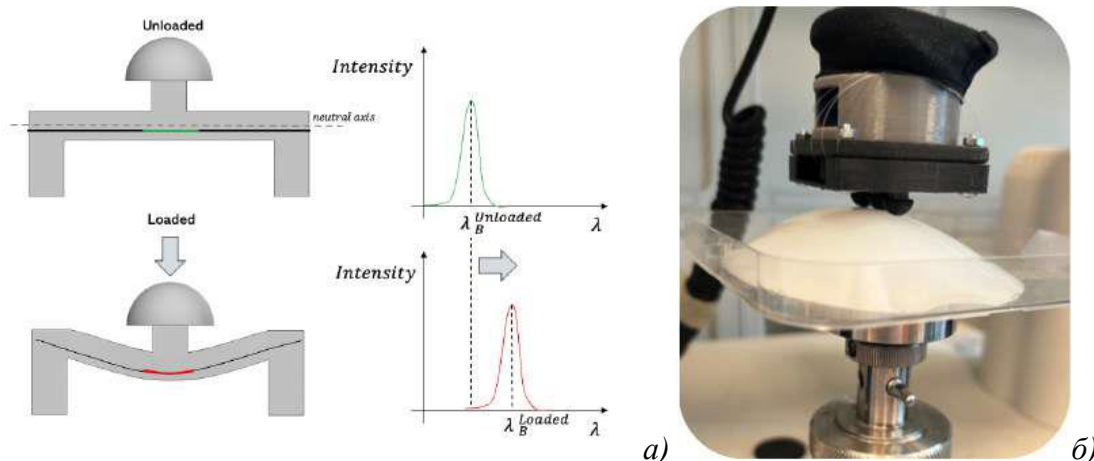 Unloaded
Intensity
neutral axis
λ B Unloaded λ
Loaded
Intensity
λ B Loaded λ
а) б)